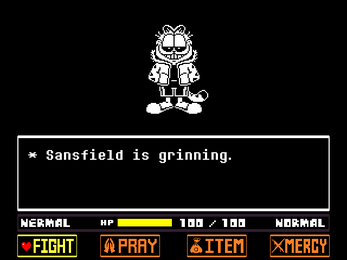 * Sansfield is grinning.
NERMAL HP 100 / 100 NORMAL
FIGHT PRAY ITEM MERCY